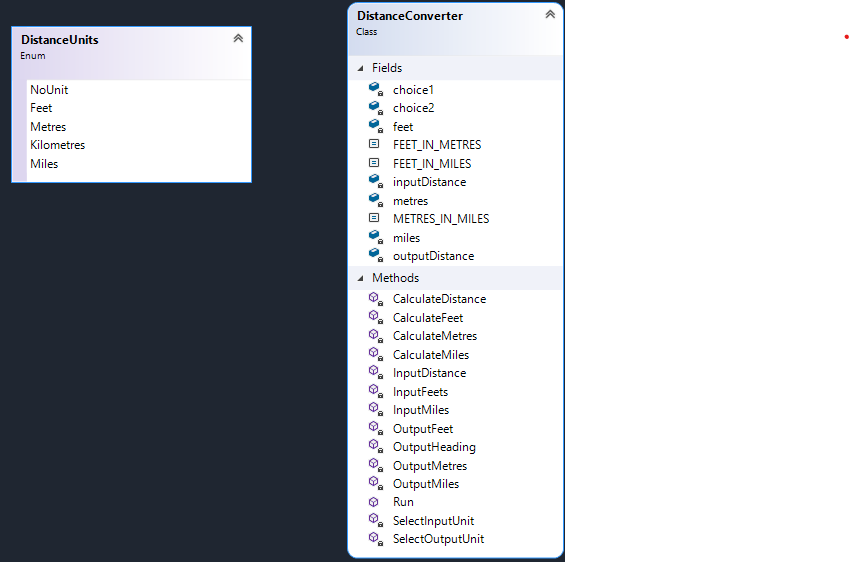 DistanceUnits
Enum
NoUnit
Feet
Metres
Kilometres
Miles
DistanceConverter
Class
Fields
choice1
choice2
feet
FEET_IN_METRES
FEET_IN_MILES
inputDistance
metres
METRES_IN_MILES
miles
outputDistance
Methods
CalculateDistance
CalculateFeet
CalculateMetres
CalculateMiles
InputDistance
InputFeets
InputMiles
OutputFeet
OutputHeading
OutputMetres
OutputMiles
Run
SelectInputUnit
SelectOutputUnit